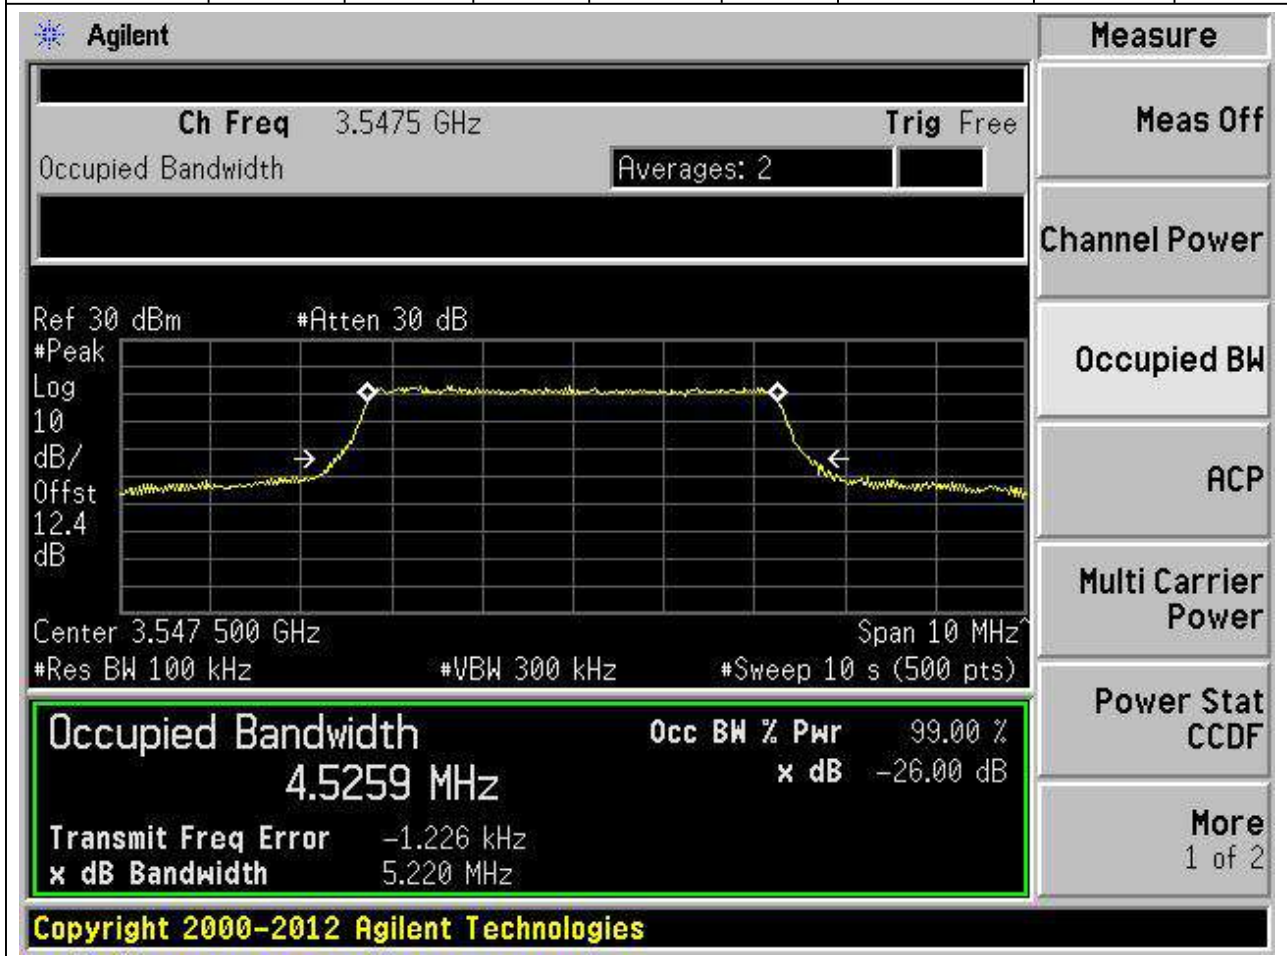 Agilent
Measure
Ch Freq 3.5475 GHz Trig Free
Occupied Bandwidth Averages: 2
Meas Off
Channel Power
Occupied BW
ACP
Multi Carrier
Power
Power Stat
CCDF
More
1 of 2
Ref 30 dBm #Atten 30 dB
#Peak
Log
10
dB/
Offst
12.4
dB
Center 3.547 500 GHz Span 10 MHz^
#Res BW 100 kHz #VBW 300 kHz #Sweep 10 s (500 pts)
Occupied Bandwidth Occ BW % Pwr 99.00 %
4.5259 MHz x dB -26.00 dB
Transmit Freq Error -1.226 kHz
x dB Bandwidth 5.220 MHz
Copyright 2000-2012 Agilent Technologies